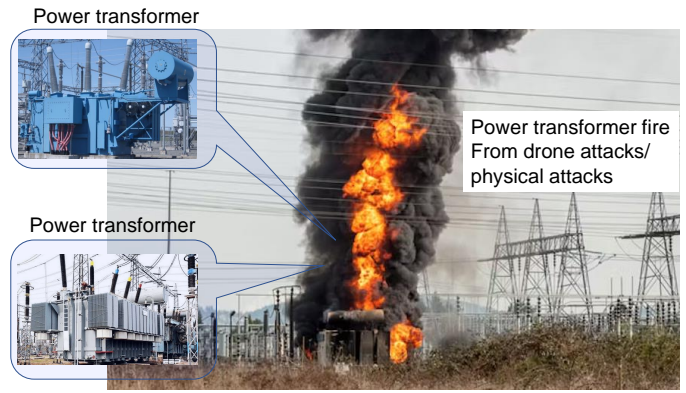 Power transformer
Power transformer fire
From drone attacks/
physical attacks
Power transformer